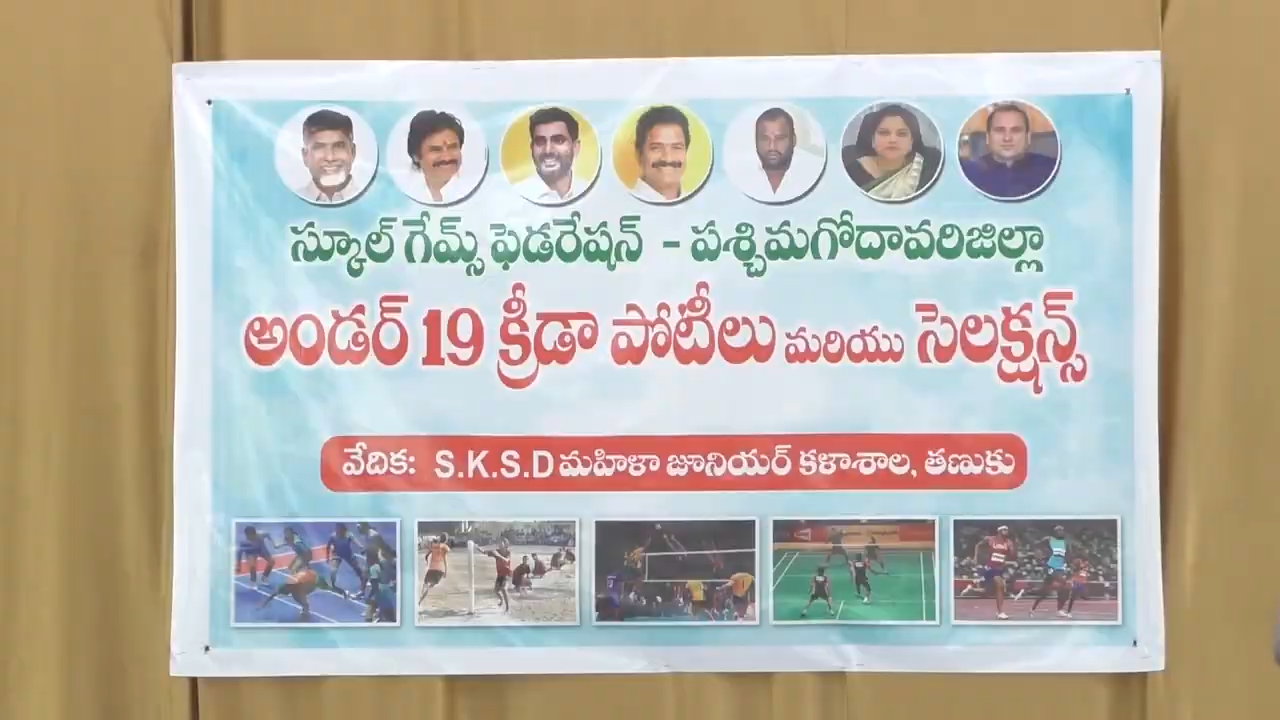 స్కూల్ గేమ్స్ ఫెడరేషన్ - పశ్చిమగోదావరిజిల్లా
అండర్ 19 క్రీడా పోటీలు మరియు సెలక్షన్స్
వేదిక: S.K.S.D మహిళా జూనియర్ కళాశాల, తణుకు